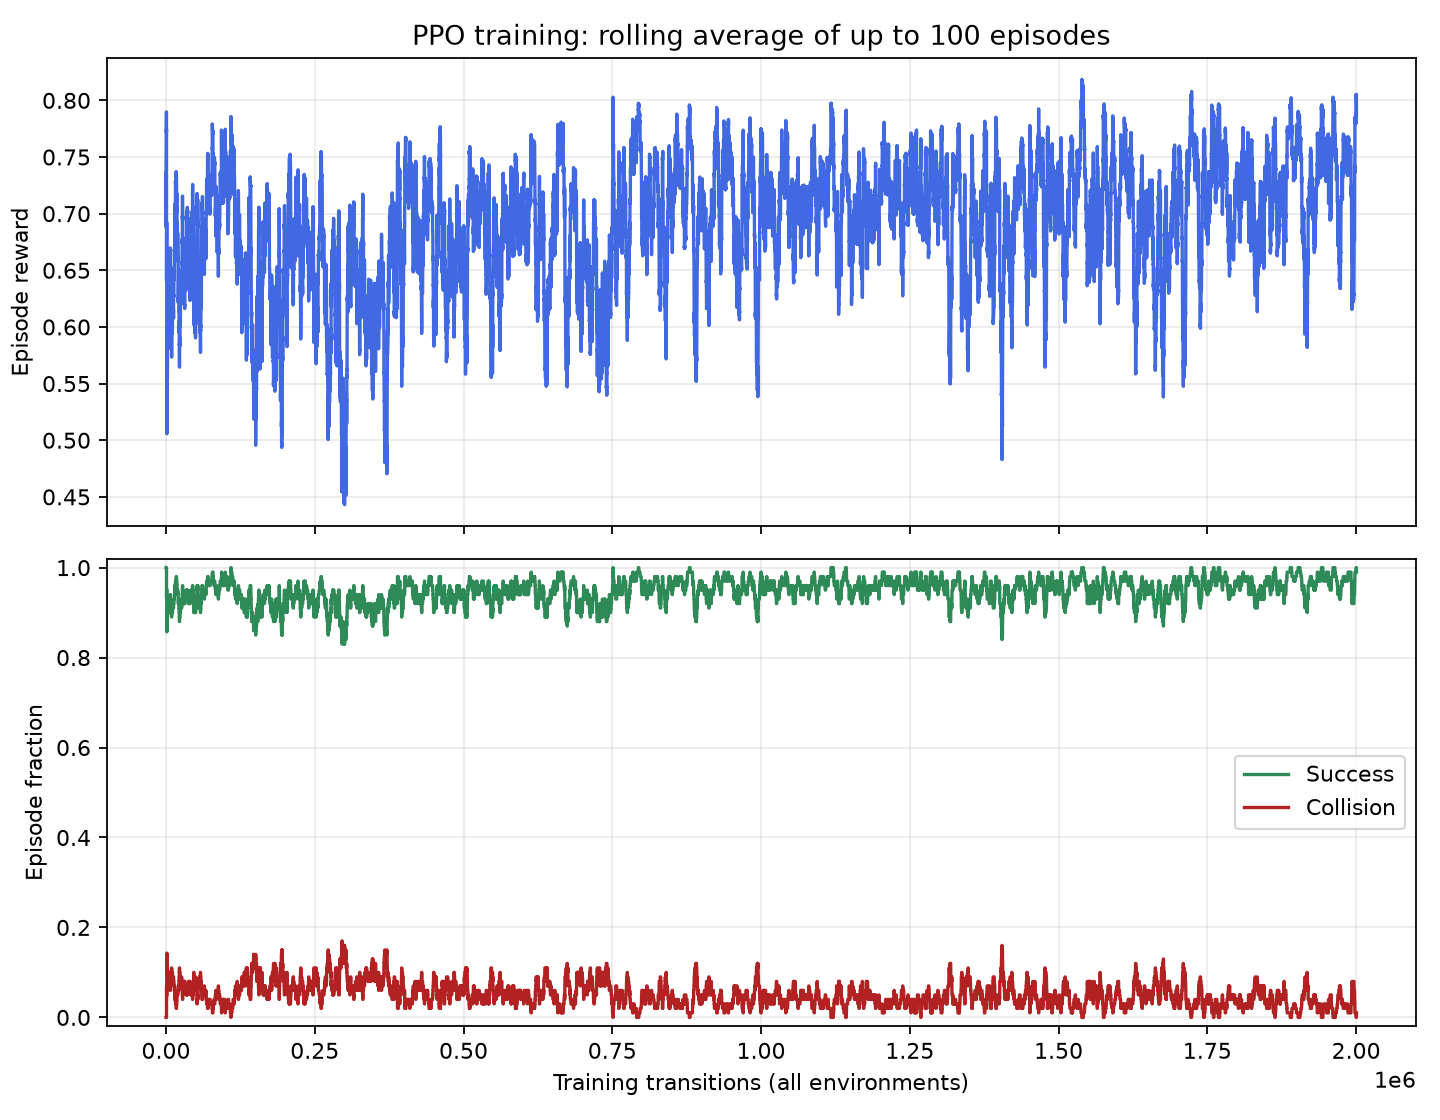 PPO training: rolling average of up to 100 episodes
Episode reward
0.80
0.75
0.70
0.65
0.60
0.55
0.50
0.45
Episode fraction
1.0
0.8
0.6
0.4
0.2
0.0
Success
Collision
0.00 0.25 0.50 0.75 1.00 1.25 1.50 1.75 2.00
1e6
Training transitions (all environments)